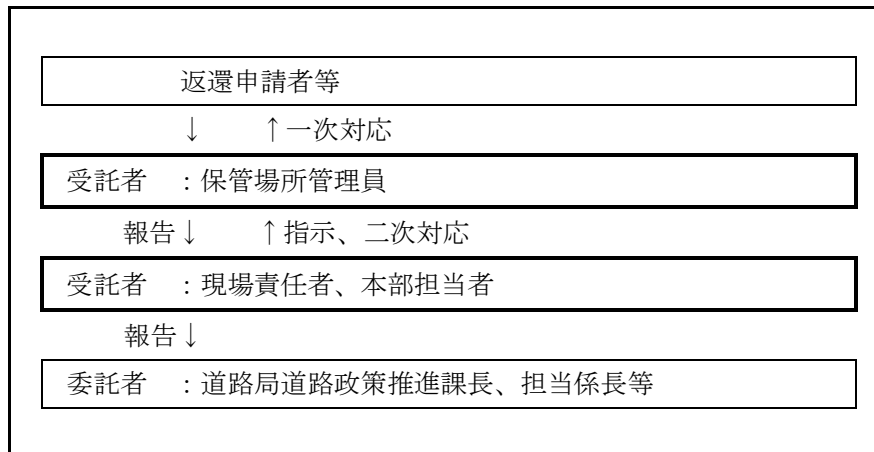 返還申請者等
↓　　↑一次対応
受託者　：保管場所管理員
報告↓　　↑指示、二次対応
受託者　：現場責任者、本部担当者
報告↓
委託者　：道路局道路政策推進課長、担当係長等